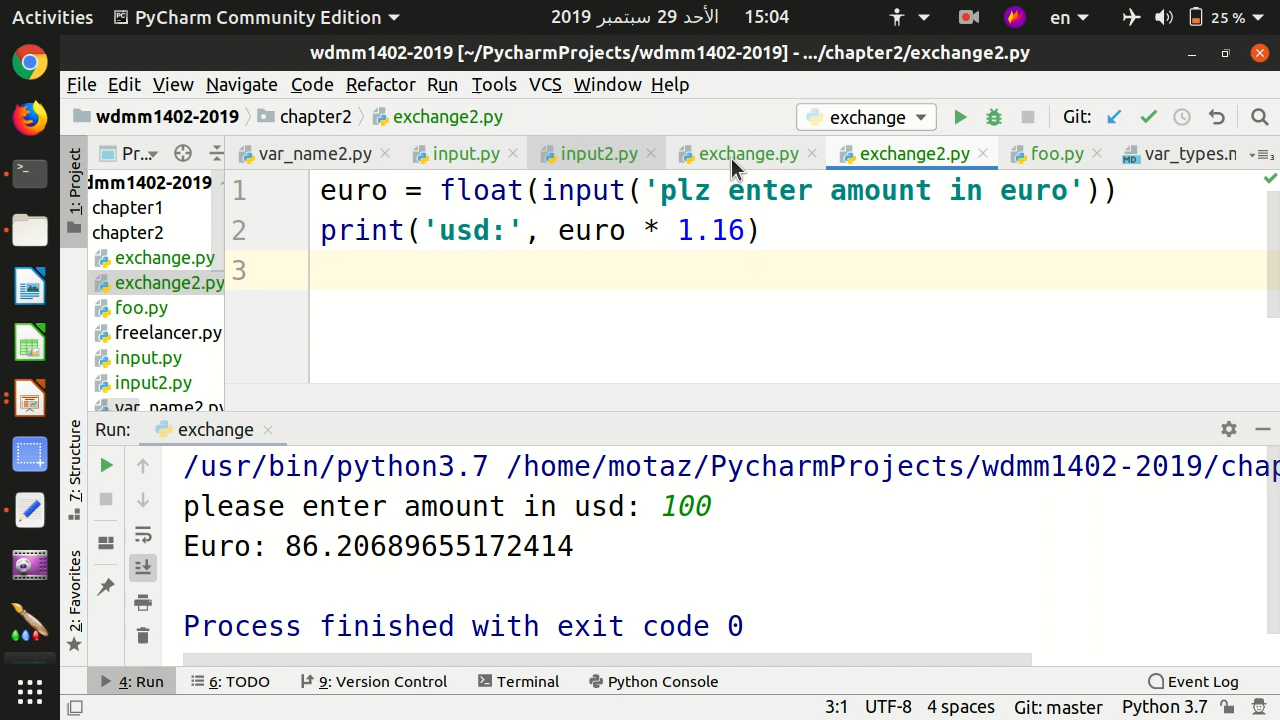 Activities PyCharm Community Edition 2019 الأحد 29 سبتمبر 15:04 en 25 %
wdmm1402-2019 [~/PycharmProjects/wdmm1402-2019] - .../chapter2/exchange2.py
File Edit View Navigate Code Refactor Run Tools VCS Window Help
wdmm1402-2019 chapter2 exchange2.py exchange Git:
1: Project
Pr... var_name2.py input.py input2.py exchange.py exchange2.py foo.py var_types.n
dmm1402-2019
chapter1
chapter2
exchange.py
exchange2.py
foo.py
freelancer.py
input.py
input2.py
var_name2.py
1 euro = float(input('plz enter amount in euro'))
2 print('usd:', euro * 1.16)
3
7: Structure
2: Favorites
Run: exchange
/usr/bin/python3.7 /home/motaz/PycharmProjects/wdmm1402-2019/chap
please enter amount in usd: 100
Euro: 86.20689655172414
Process finished with exit code 0
4: Run 6: TODO 9: Version Control Terminal Python Console Event Log
3:1 UTF-8 4 spaces Git: master Python 3.7